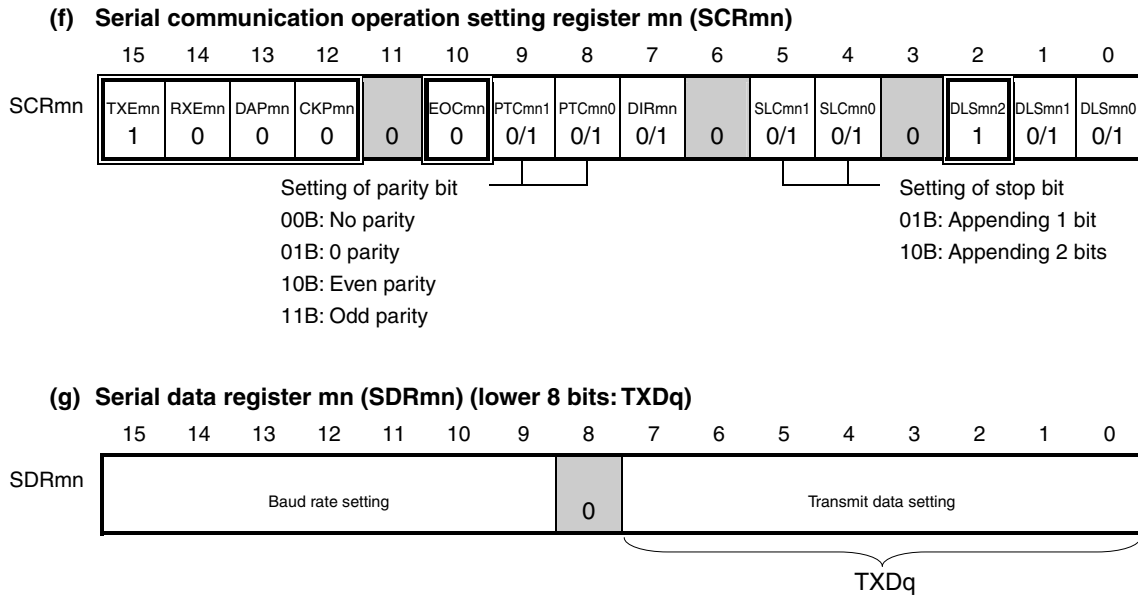 (f) Serial communication operation setting register mn (SCRmn)
15 14 13 12 11 10 9 8 7 6 5 4 3 2 1 0
SCRmn TXEmn RXEmn DAPmn CKPmn EOCmn PTCmn1 PTCmn0 DIRmn SLCmn1 SLCmn0 DLSmn2 DLSmn1 DLSmn0
1 0 0 0 0 0 0/1 0/1 0/1 0 0/1 0/1 0 1 0/1 0/1
Setting of parity bit
00B: No parity
01B: 0 parity
10B: Even parity
11B: Odd parity
Setting of stop bit
01B: Appending 1 bit
10B: Appending 2 bits
(g) Serial data register mn (SDRmn) (lower 8 bits: TXDq)
15 14 13 12 11 10 9 8 7 6 5 4 3 2 1 0
SDRmn Baud rate setting 0 Transmit data setting
TXDq